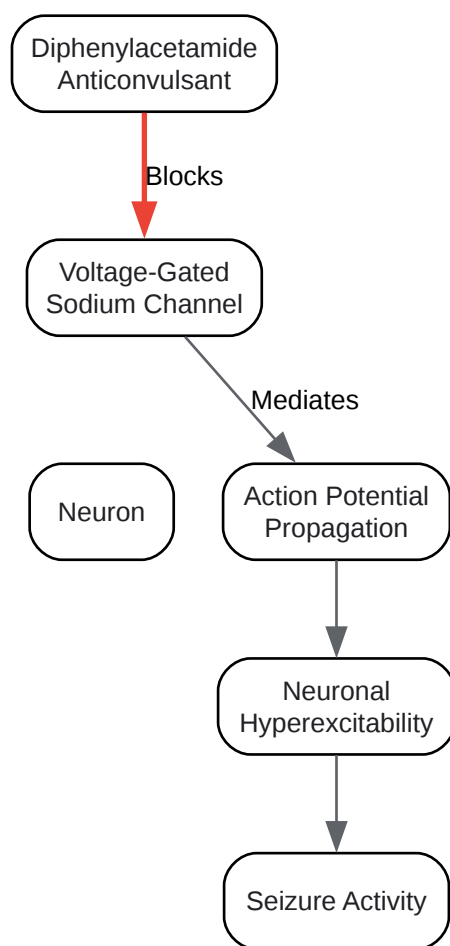 Diphenylacetamide
Anticonvulsant
Blocks
Voltage-Gated
Sodium Channel
Mediates
Neuron
Action Potential
Propagation
Neuronal
Hyperexcitability
Seizure Activity